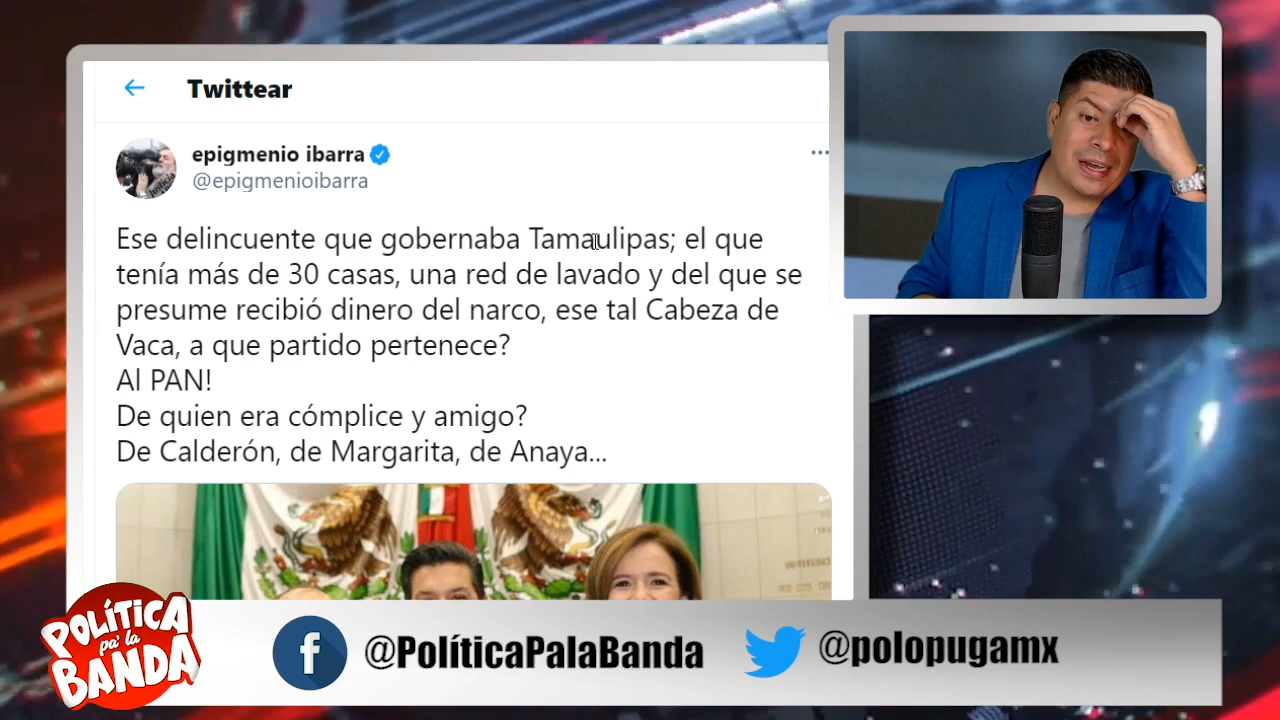 Twittear
epigmenio ibarra
@epigmenioibarra
Ese delincuente que gobernaba Tamaulipas; el que
tenía más de 30 casas, una red de lavado y del que se
presume recibió dinero del narco, ese tal Cabeza de
Vaca, a que partido pertenece?
Al PAN!
De quien era cómplice y amigo?
De Calderón, de Margarita, de Anaya...
POLÍTICA
pa' la
BANDA
@PolíticaPalaBanda
@polopugamx